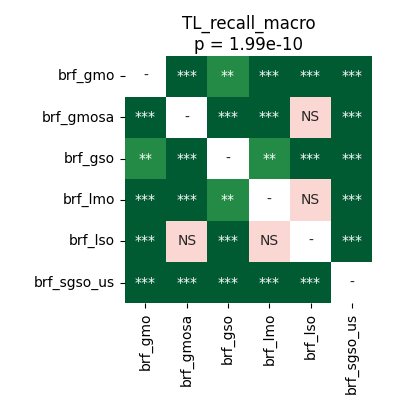 TL_recall_macro
p = 1.99e-10
brf_gmo - *** ** *** *** ***
brf_gmosa *** - *** *** NS ***
brf_gso ** *** - ** *** ***
brf_lmo *** *** ** - NS ***
brf_lso *** NS *** NS - ***
brf_sgso_us *** *** *** *** *** -
brf_gmo brf_gmosa brf_gso brf_lmo brf_lso brf_sgso_us